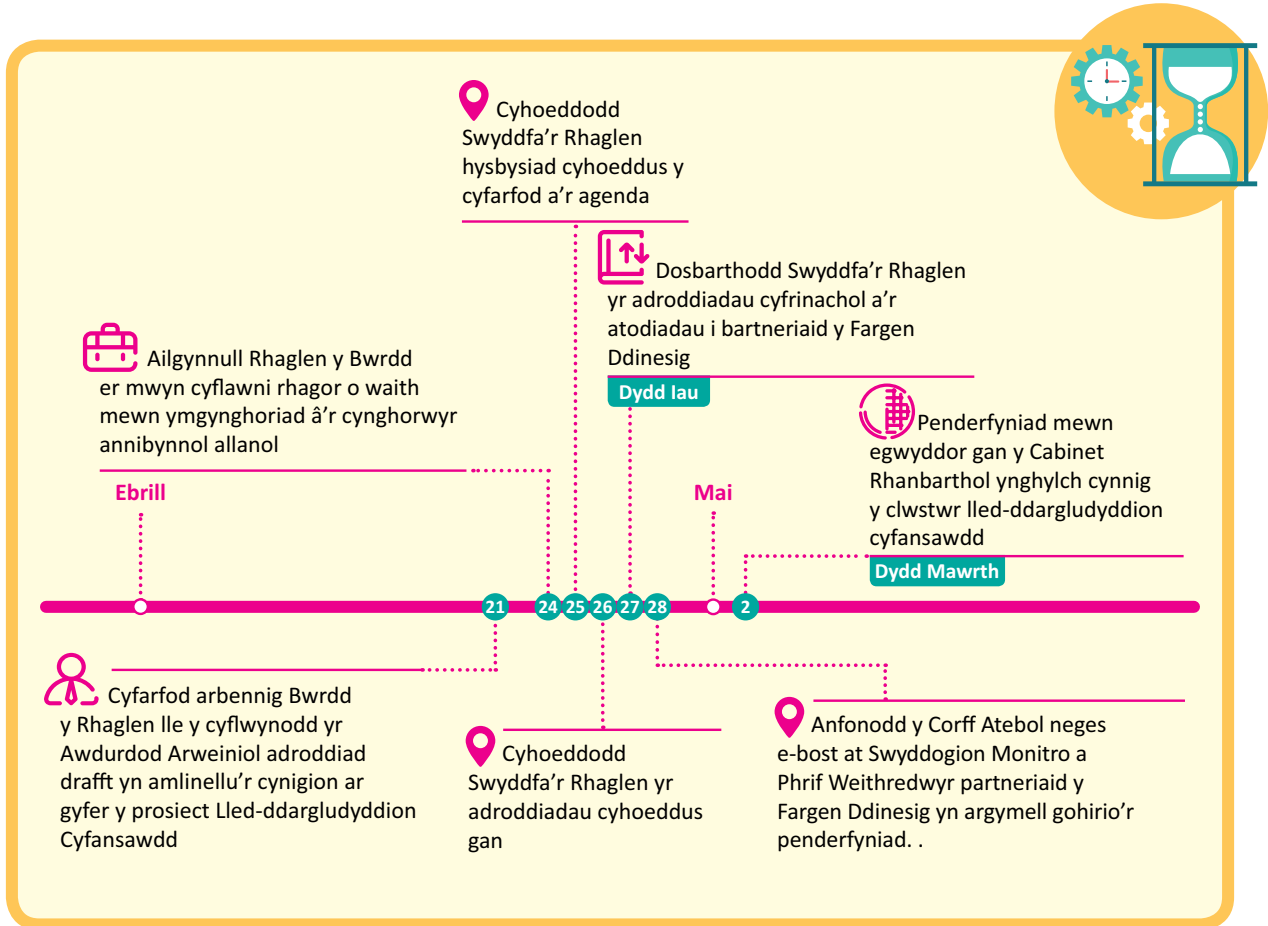 Cyhoeddodd
Swyddfa’r Rhaglen
hysbysiad cyhoeddus y
cyfarfod a’r agenda
Dosbarthodd Swyddfa’r Rhaglen
yr adroddiadau cyfrinachol a’r
atodiadau i bartneriaid y Fargen
Ddinesig
Dydd Iau
Ailgynnull Rhaglen y Bwrdd
er mwyn cyflawni rhagor o waith
mewn ymgynghoriad â’r cynghorwyr
annibynnol allanol
Penderfyniad mewn
egwyddor gan y Cabinet
Rhanbarthol ynghylch cynnig
y clwstwr lled-ddargludyddion
cyfansawdd
Dydd Mawrth
Ebrill
Mai
21 24 25 26 27 28 2
Cyfarfod arbennig Bwrdd
y Rhaglen lle y cyflwynodd yr
Awdurdod Arweiniol adroddiad
drafft yn amlinellu’r cynigion ar
gyfer y prosiect Lled-ddargludyddion
Cyfansawdd
Cyhoeddodd
Swyddfa’r Rhaglen yr
adroddiadau cyhoeddus
gan
Anfonodd y Corff Atebol neges
e-bost at Swyddogion Monitro a
Phrif Weithredwyr partneriaid y
Fargen Ddinesig yn argymell gohirio’r
penderfyniad. .